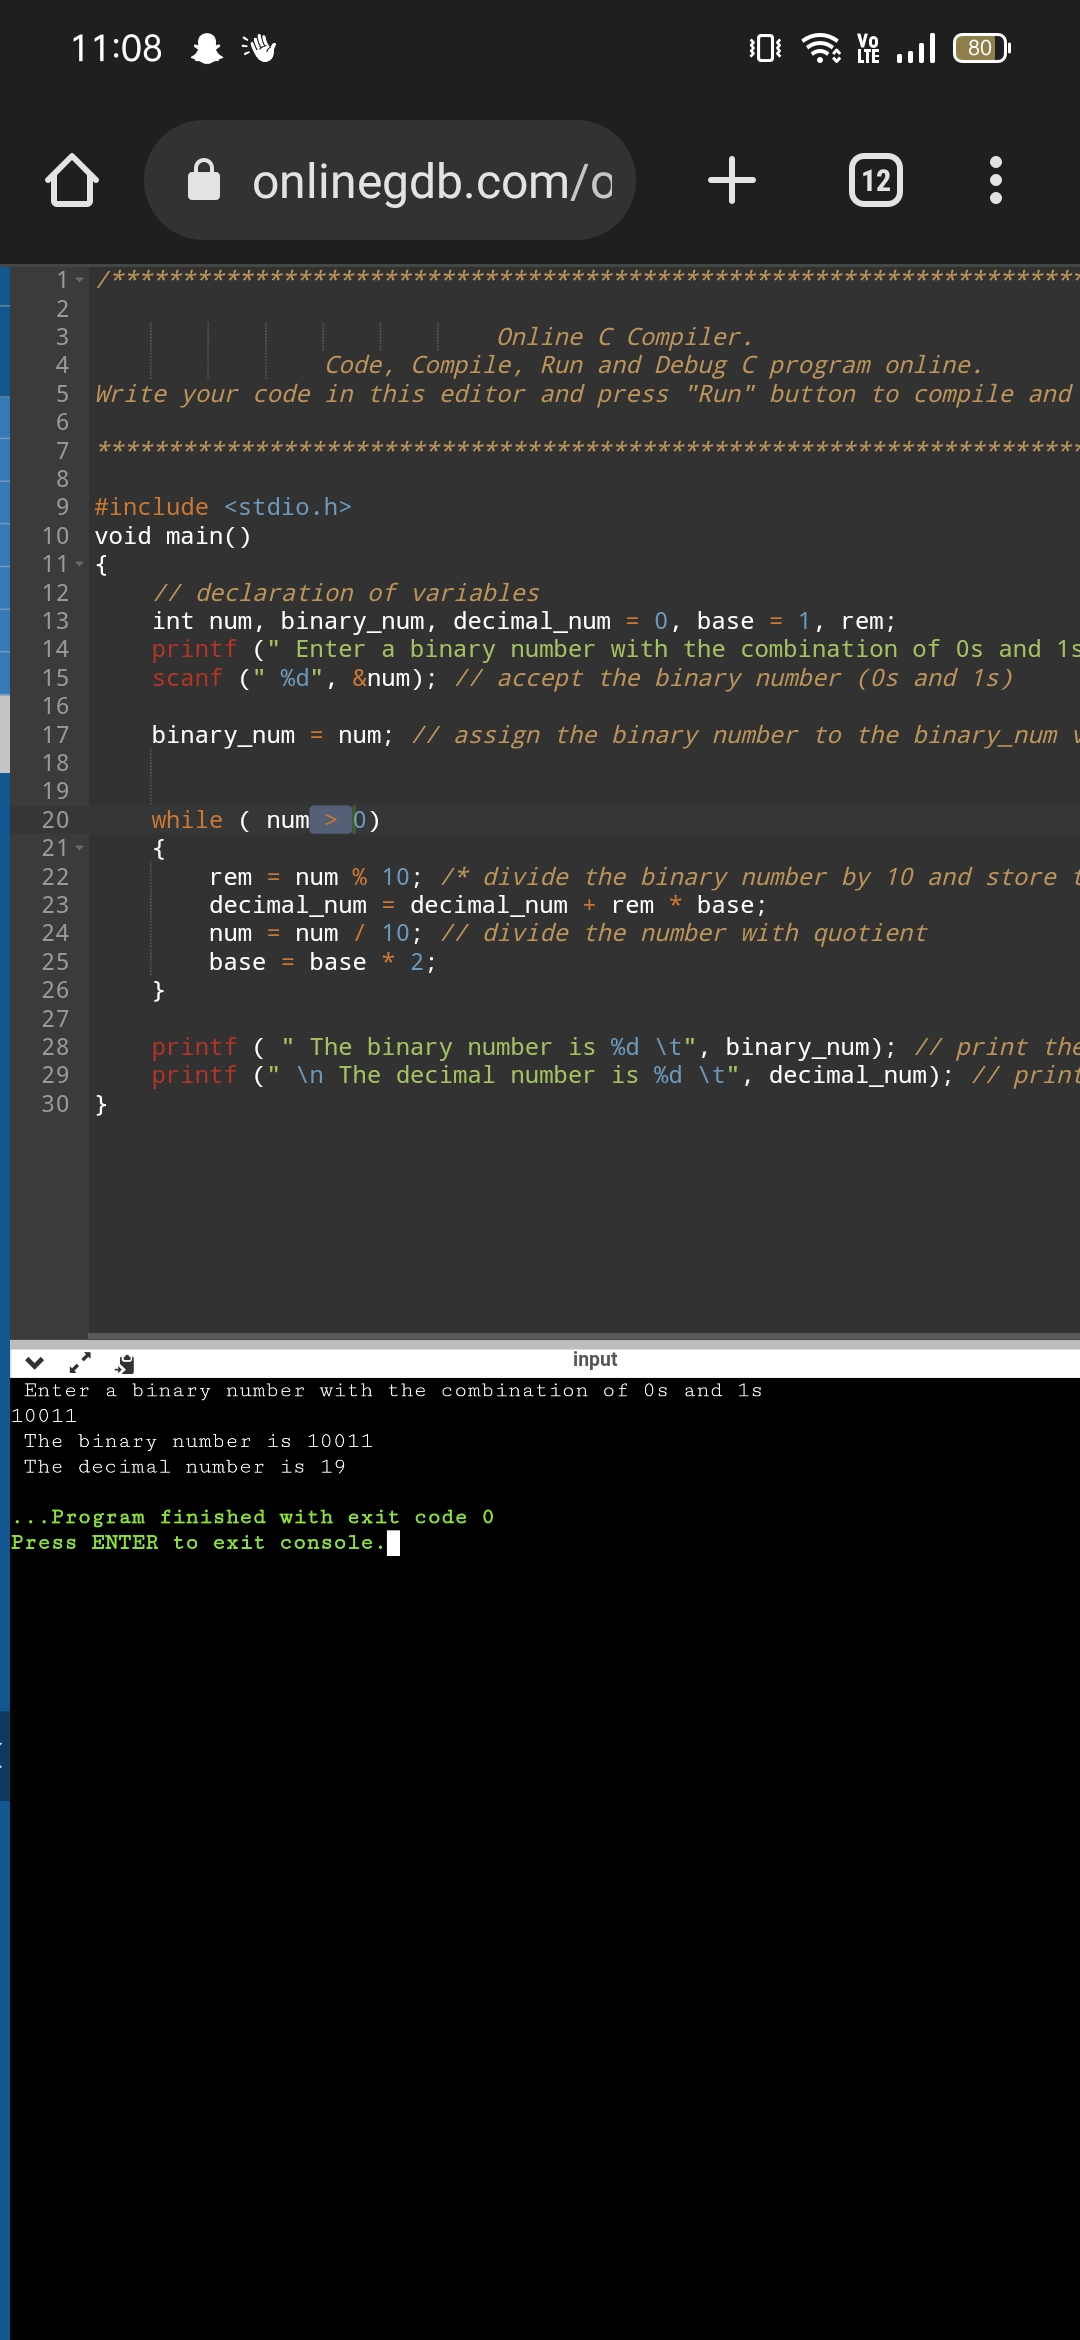 11:08 Vo LTE 80
onlinegdb.com/o 12
1 /*********************************************************************
2
3 Online C Compiler.
4 Code, Compile, Run and Debug C program online.
5 Write your code in this editor and press "Run" button to compile and
6
7 *********************************************************************
8
9 #include <stdio.h>
10 void main()
11 {
12 // declaration of variables
13 int num, binary_num, decimal_num = 0, base = 1, rem;
14 printf (" Enter a binary number with the combination of 0s and 1s
15 scanf (" %d", &num); // accept the binary number (0s and 1s)
16
17 binary_num = num; // assign the binary number to the binary_num
18
19
20 while ( num > 0)
21 {
22 rem = num % 10; /* divide the binary number by 10 and store
23 decimal_num = decimal_num + rem * base;
24 num = num / 10; // divide the number with quotient
25 base = base * 2;
26 }
27
28 printf ( " The binary number is %d \t", binary_num); // print the
29 printf (" \n The decimal number is %d \t", decimal_num); // print
30 }
input
Enter a binary number with the combination of 0s and 1s
10011
The binary number is 10011
The decimal number is 19
...Program finished with exit code 0
Press ENTER to exit console.